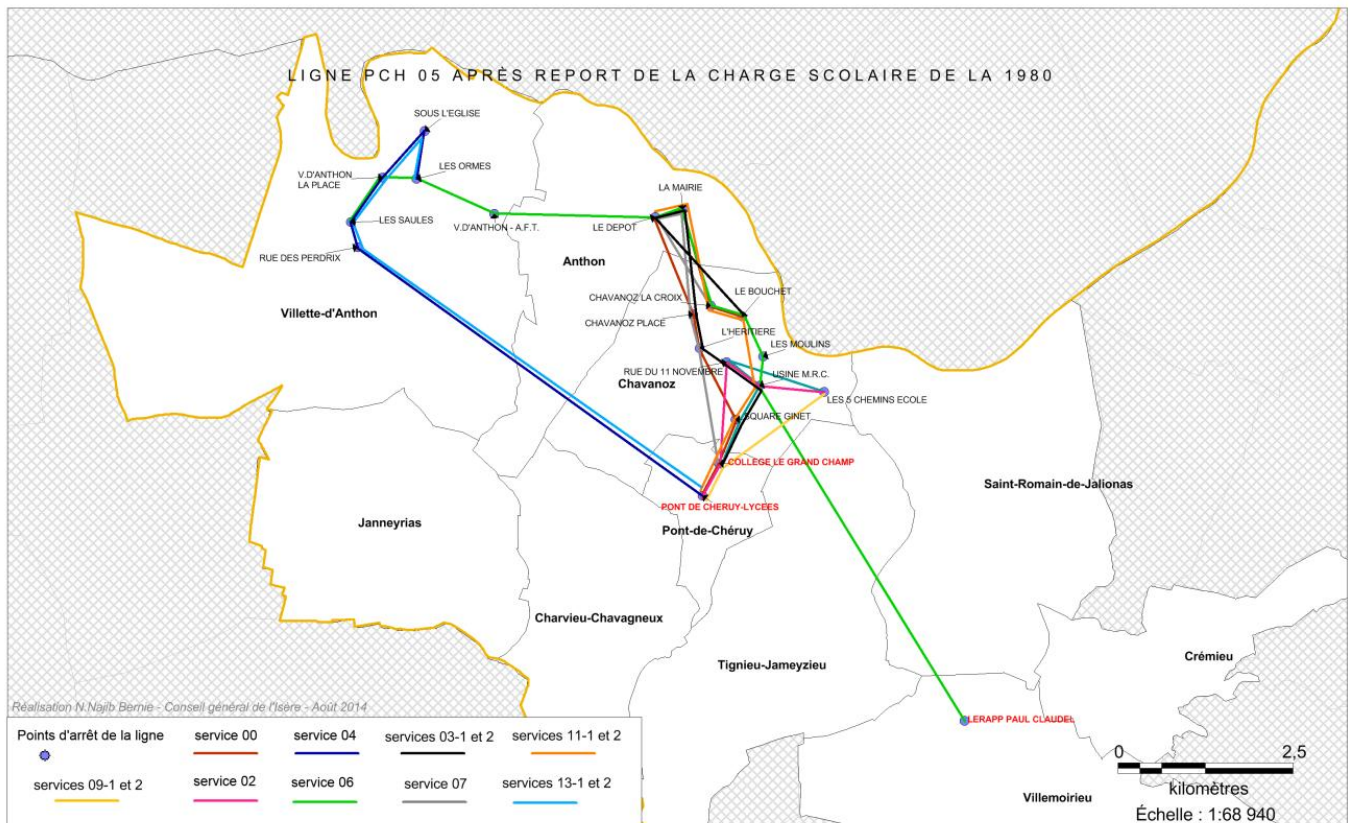 LIGNE PCH 05 APRÈS REPORT DE LA CHARGE SCOLAIRE DE LA 1980
SOUS L'EGLISE
LES ORMES
V.D'ANTHON
LA PLACE
LA MAIRIE
LES SAULES
V.D'ANTHON - A.F.T.
LE DEPOT
RUE DES PERDRIX
Anthon
CHAVANOZ LA CROIX
LE BOUCHET
Villette-d'Anthon
CHAVANOZ PLACE
L'HERITIERE
LES MOULINS
RUE DU 11 NOVEMBRE
USINE M.R.C.
Chavanoz
LES 5 CHEMINS ECOLE
SQUARE GINET
COLLÈGE LE GRAND CHAMP
Saint-Romain-de-Jalionas
PONT DE CHERUY-LYCEES
Janneyrias
Pont-de-Chéruy
Charvieu-Chavagneux
Crémieu
Tignieu-Jameyzieu
Réalisation N.Najib Bernie - Conseil général de l'Isère - Août 2014
LERAPP PAUL CLAUDEL
Points d'arrêt de la ligne
service 00
service 04
services 03-1 et 2
services 11-1 et 2
services 09-1 et 2
service 02
service 06
service 07
services 13-1 et 2
0 2,5
kilomètres
Villemoirieu
Échelle : 1:68 940